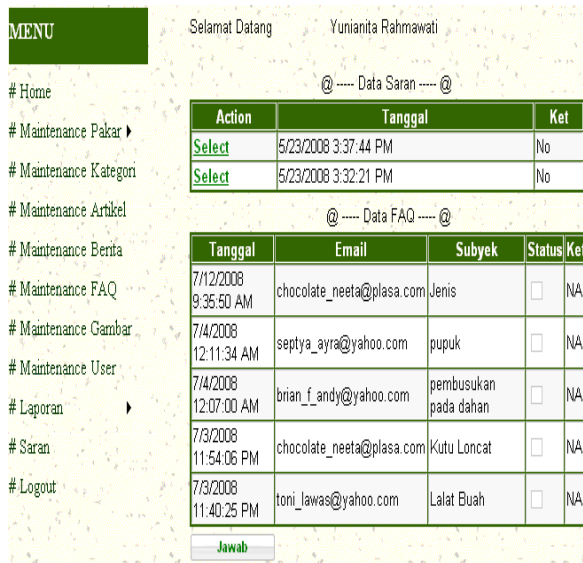 MENU
# Home
# Maintenance Pakar
# Maintenance Kategori
# Maintenance Artikel
# Maintenance Berita
# Maintenance FAQ
# Maintenance Gambar
# Maintenance User
# Laporan
# Saran
# Logout
Selamat Datang Yunianita Rahmawati
@ ----- Data Saran ----- @
Action Tanggal Ket
Select 5/23/2008 3:37:44 PM No
Select 5/23/2008 3:32:21 PM No
@ ----- Data FAQ ----- @
Tanggal Email Subyek Status Ket
7/12/2008
9:35:50 AM chocolate_neeta@plasa.com Jenis NA
7/4/2008
12:11:34 AM septya_ayra@yahoo.com pupuk NA
7/4/2008
12:07:00 AM brian_f_andy@yahoo.com pembusukan
pada dahan NA
7/3/2008
11:54:06 PM chocolate_neeta@plasa.com Kutu Loncat NA
7/3/2008
11:40:25 PM toni_lawas@yahoo.com Lalat Buah NA
Jawab